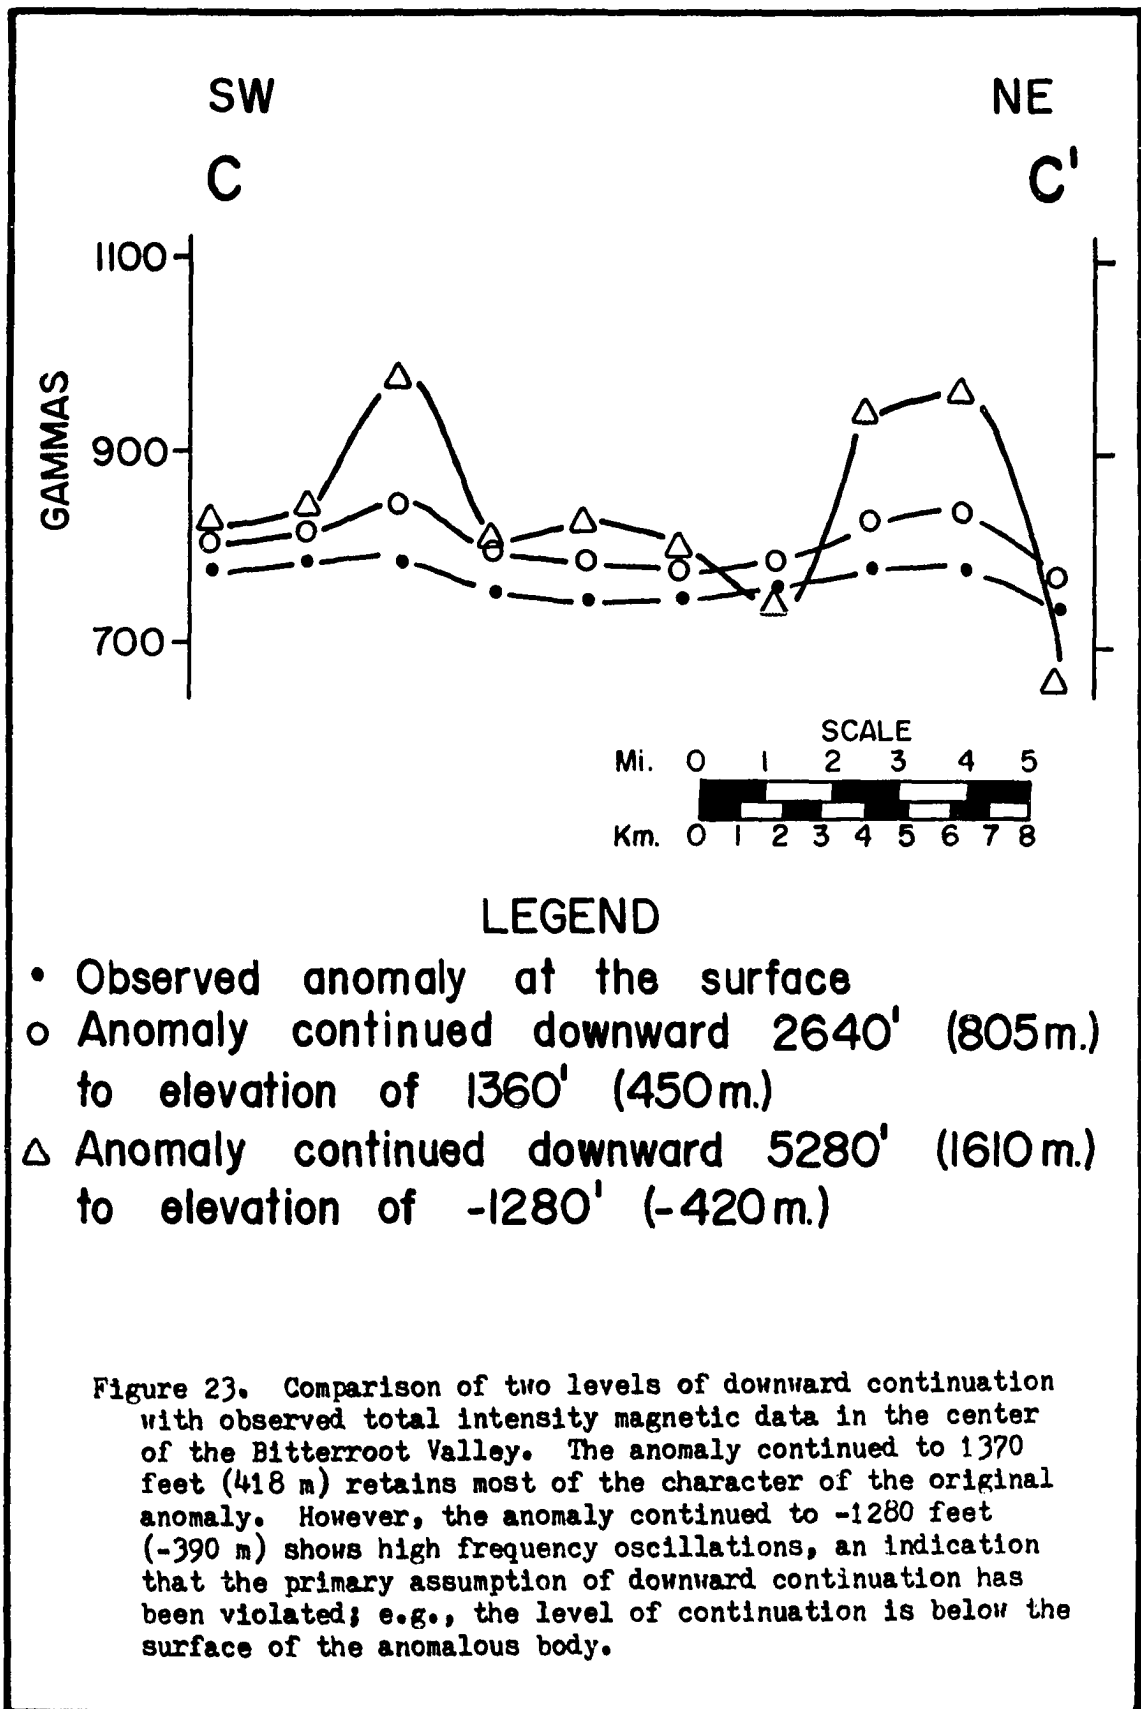 SW NE
C C'
1100
900
700
GAMMAS
SCALE
Mi. 0 1 2 3 4 5
Km. 0 1 2 3 4 5 6 7 8
LEGEND
• Observed anomaly at the surface
○ Anomaly continued downward 2640' (805m.)
to elevation of 1360' (450m.)
△ Anomaly continued downward 5280' (1610m.)
to elevation of -1280' (-420m.)
Figure 23. Comparison of two levels of downward continuation
with observed total intensity magnetic data in the center
of the Bitterroot Valley. The anomaly continued to 1370
feet (418 m) retains most of the character of the original
anomaly. However, the anomaly continued to -1280 feet
(-390 m) shows high frequency oscillations, an indication
that the primary assumption of downward continuation has
been violated; e.g., the level of continuation is below the
surface of the anomalous body.